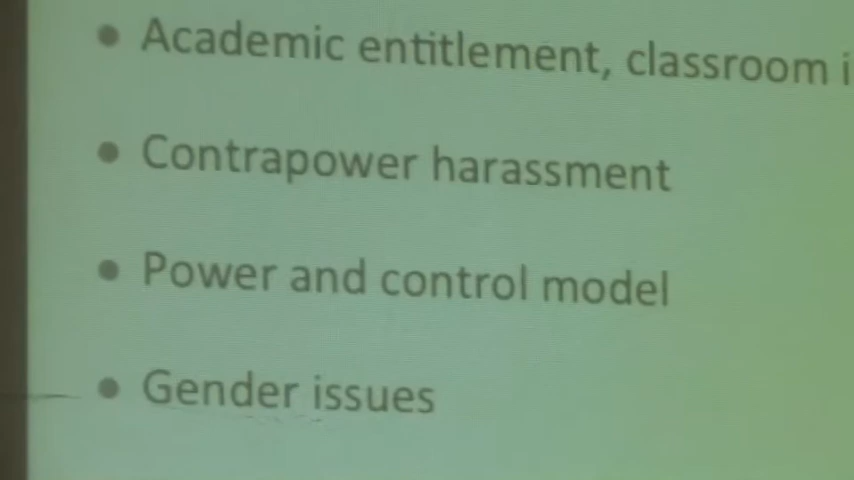 • Academic entitlement, classroom
• Contrapower harassment
• Power and control model
• Gender issues